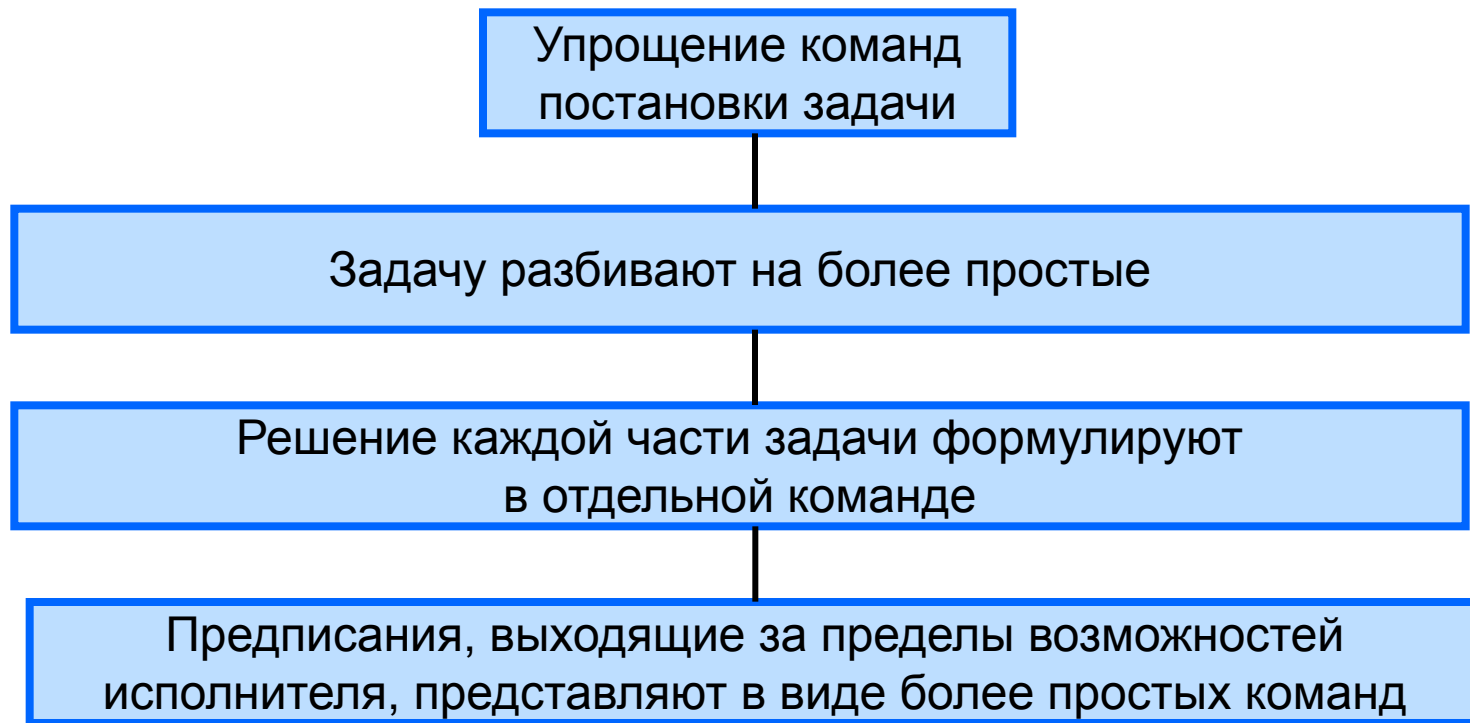 Упрощение команд
постановки задачи
Задачу разбивают на более простые
Решение каждой части задачи формулируют
в отдельной команде
Предписания, выходящие за пределы возможностей
исполнителя, представляют в виде более простых команд